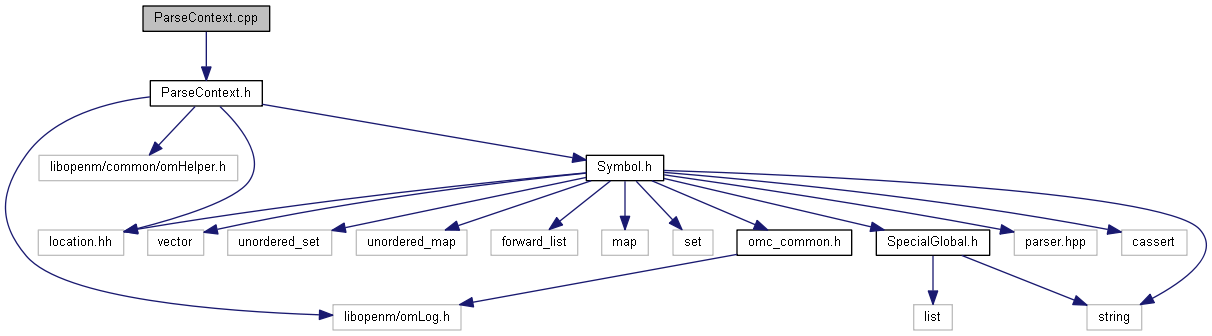 ParseContext.cpp
ParseContext.h
libopenm/common/omHelper.h
Symbol.h
location.hh
vector
unordered_set
unordered_map
forward_list
map
set
omc_common.h
SpecialGlobal.h
parser.hpp
cassert
libopenm/omLog.h
list
string